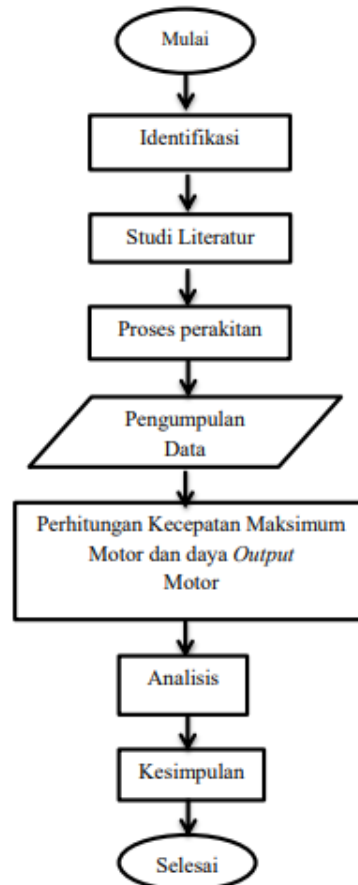 Mulai
Identifikasi
Studi Literatur
Proses perakitan
Pengumpulan
Data
Perhitungan Kecepatan Maksimum
Motor dan daya Output
Motor
Analisis
Kesimpulan
Selesai